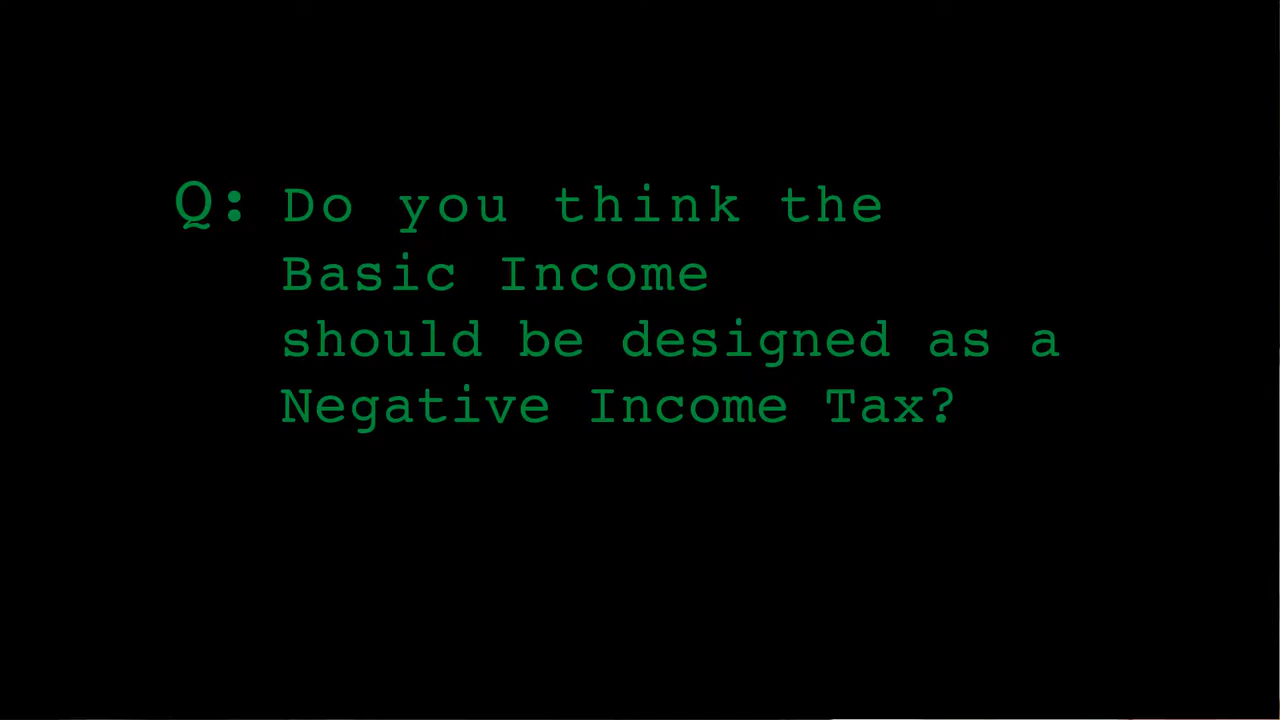 Q: Do you think the
Basic Income
should be designed as a
Negative Income Tax?